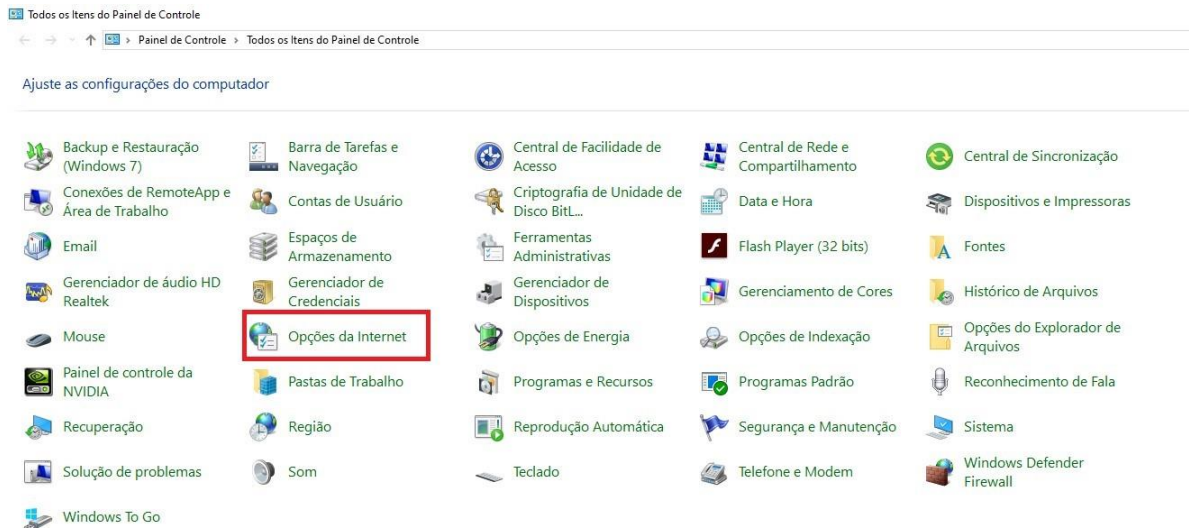 Todos os Itens do Painel de Controle
Painel de Controle > Todos os Itens do Painel de Controle
Ajuste as configurações do computador
Backup e Restauração
(Windows 7)
Barra de Tarefas e
Navegação
Central de Facilidade de
Acesso
Central de Rede e
Compartilhamento
Central de Sincronização
Conexões de RemoteApp e
Área de Trabalho
Contas de Usuário
Criptografia de Unidade de
Disco BitL...
Data e Hora
Dispositivos e Impressoras
Email
Espaços de
Armazenamento
Ferramentas
Administrativas
Flash Player (32 bits)
Fontes
Gerenciador de áudio HD
Realtek
Gerenciador de
Credenciais
Gerenciador de
Dispositivos
Gerenciamento de Cores
Histórico de Arquivos
Mouse
Opções da Internet
Opções de Energia
Opções de Indexação
Opções do Explorador de
Arquivos
Painel de controle da
NVIDIA
Pastas de Trabalho
Programas e Recursos
Programas Padrão
Reconhecimento de Fala
Recuperação
Região
Reprodução Automática
Segurança e Manutenção
Sistema
Solução de problemas
Som
Teclado
Telefone e Modem
Windows Defender
Firewall
Windows To Go